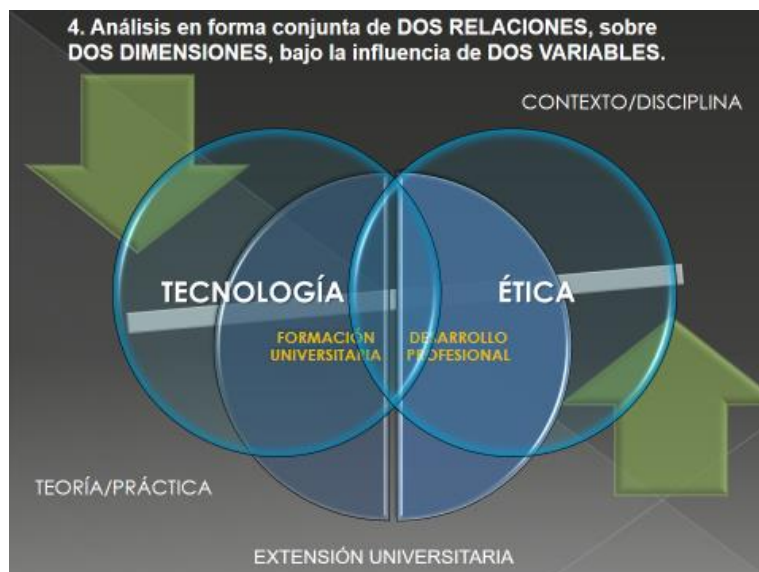 4. Análisis en forma conjunta de DOS RELACIONES, sobre
DOS DIMENSIONES, bajo la influencia de DOS VARIABLES.
CONTEXTO/DISCIPLINA
TECNOLOGÍA
ÉTICA
FORMACIÓN
UNIVERSITARIA
DESARROLLO
PROFESIONAL
TEORÍA/PRÁCTICA
EXTENSIÓN UNIVERSITARIA